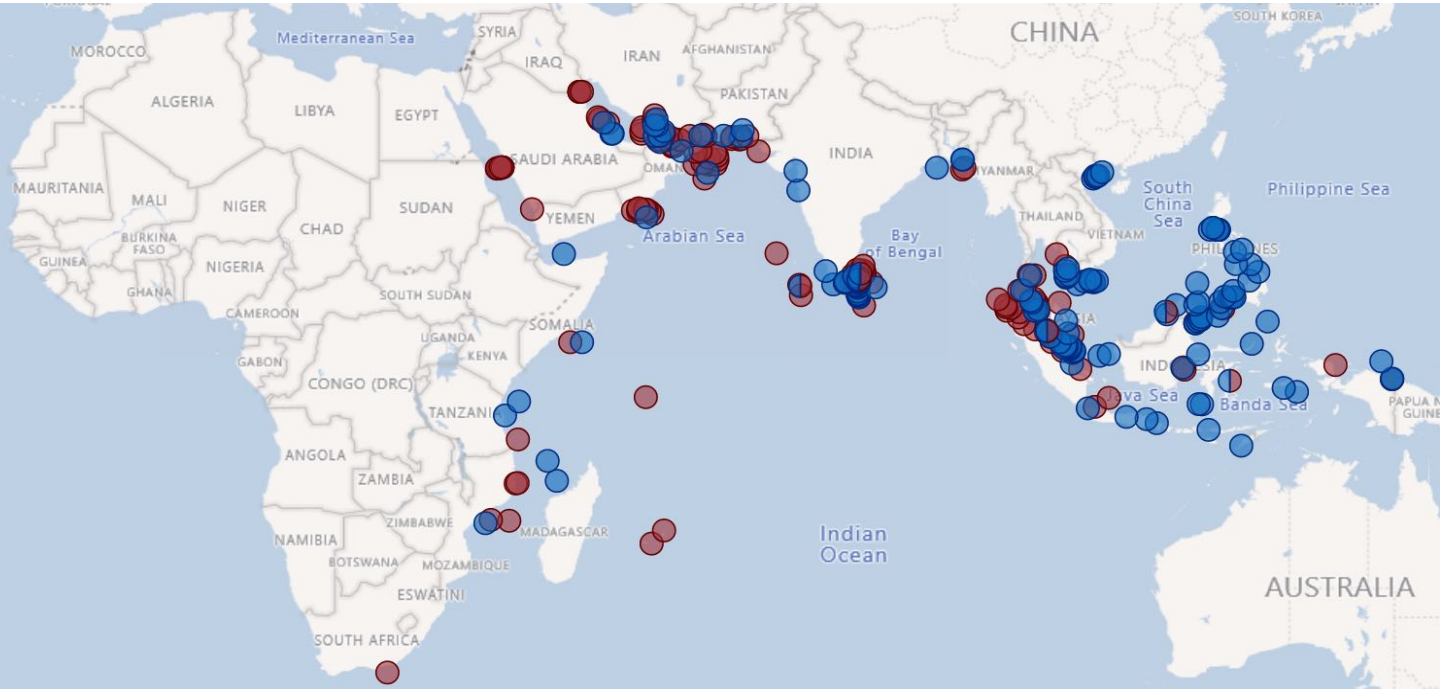 SOUTH KOREA
CHINA
SYRIA
Mediterranean Sea
MOROCCO
AFGHANISTAN
IRAN
IRAQ
PAKISTAN
ALGERIA
LIBYA
EGYPT
INDIA
SAUDI ARABIA
OMAN
MYANMAR
MAURITANIA
South
China
Sea
Philippine Sea
MALI
NIGER
SUDAN
YEMEN
THAILAND
CHAD
BURKINA
FASO
Arabian Sea
Bay
of Bengal
VIETNAM
GUINEA
NIGERIA
GHANA
SOUTH SUDAN
CAMEROON
SOMALIA
UGANDA
KENYA
GABON
CONGO (DRC)
TANZANIA
Java Sea
Banda Sea
PAPUA N
GUINE
ANGOLA
ZAMBIA
ZIMBABWE
MADAGASCAR
Indian
Ocean
NAMIBIA
BOTSWANA
MOZAMBIQUE
AUSTRALIA
ESWATINI
SOUTH AFRICA